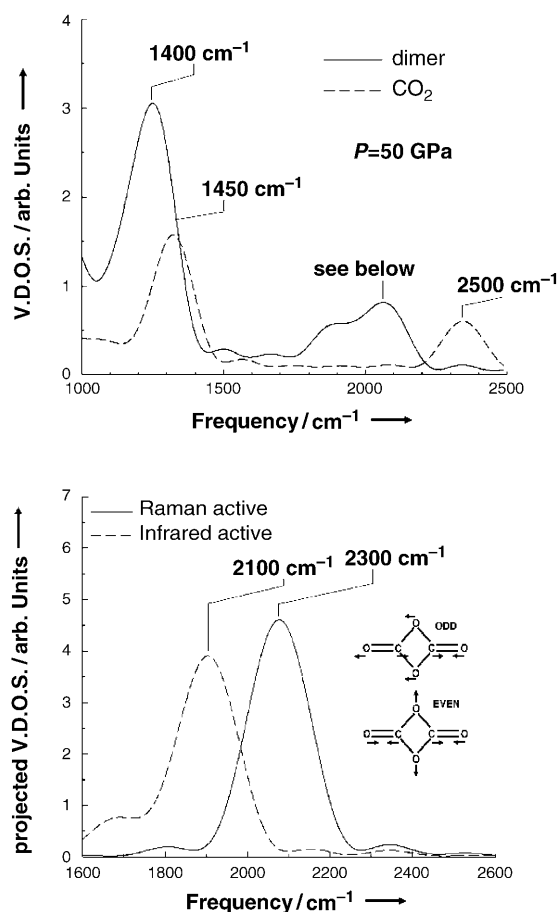 4
3
2
1
0
V.D.O.S. / arb. Units
1400 cm⁻¹
1450 cm⁻¹
dimer
CO₂
P=50 GPa
see below
2500 cm⁻¹
1000 1500 2000 2500
Frequency / cm⁻¹
7
6
5
4
3
2
1
0
projected V.D.O.S. / arb. Units
Raman active
Infrared active
2100 cm⁻¹
2300 cm⁻¹
O ODD
O C C O
O
O EVEN
O C C O
O
1600 1800 2000 2200 2400 2600
Frequency / cm⁻¹